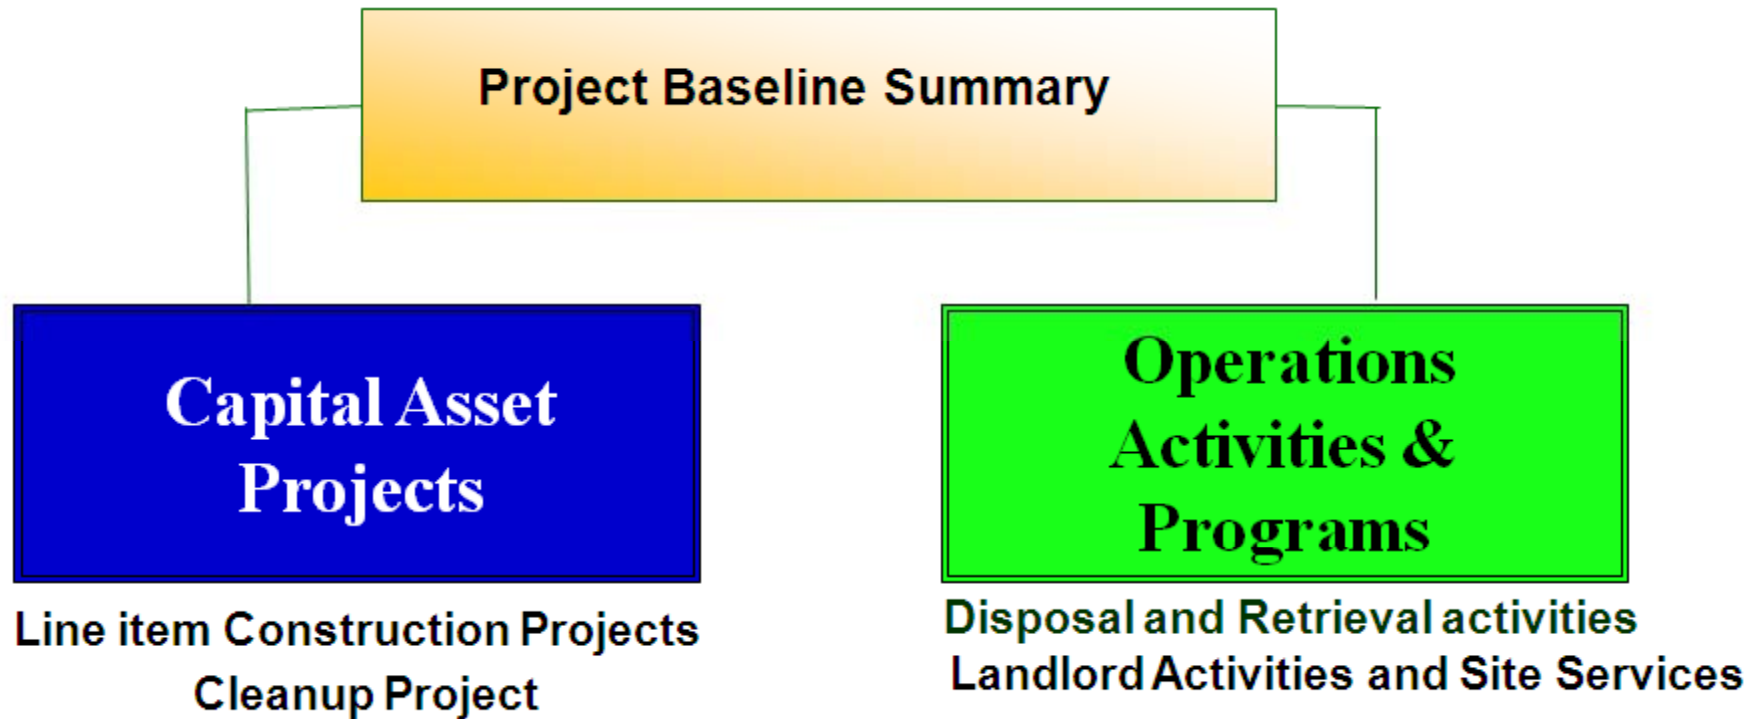 Project Baseline Summary
Capital Asset
Projects
Line item Construction Projects
Cleanup Project
Operations
Activities &
Programs
Disposal and Retrieval activities
Landlord Activities and Site Services